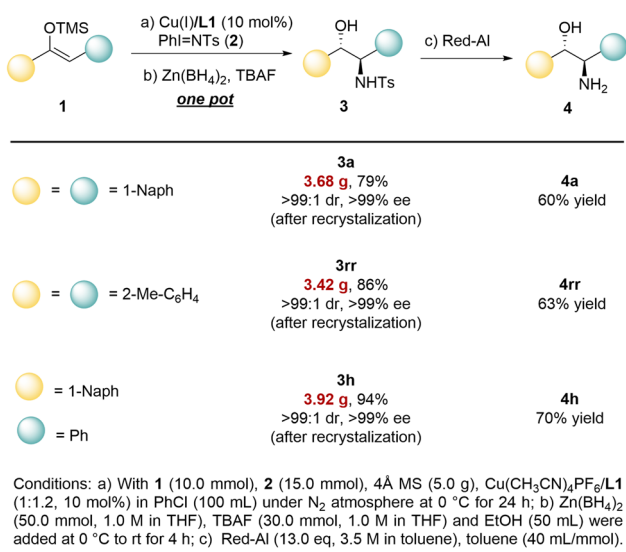 OTMS
1
a) Cu(I)/L1 (10 mol%)
PhI=NTs (2)
b) Zn(BH4)2, TBAF
one pot
OH
NHTs
3
c) Red-Al
OH
NH2
4
= = 1-Naph
3a
3.68 g, 79%
>99:1 dr, >99% ee
(after recrystalization)
4a
60% yield
= = 2-Me-C6H4
3rr
3.42 g, 86%
>99:1 dr, >99% ee
(after recrystalization)
4rr
63% yield
= 1-Naph
= Ph
3h
3.92 g, 94%
>99:1 dr, >99% ee
(after recrystalization)
4h
70% yield
Conditions: a) With 1 (10.0 mmol), 2 (15.0 mmol), 4Å MS (5.0 g), Cu(CH3CN)4PF6/L1
(1:1.2, 10 mol%) in PhCl (100 mL) under N2 atmosphere at 0 °C for 24 h; b) Zn(BH4)2
(50.0 mmol, 1.0 M in THF), TBAF (30.0 mmol, 1.0 M in THF) and EtOH (50 mL) were
added at 0 °C to rt for 4 h; c) Red-Al (13.0 eq, 3.5 M in toluene), toluene (40 mL/mmol).